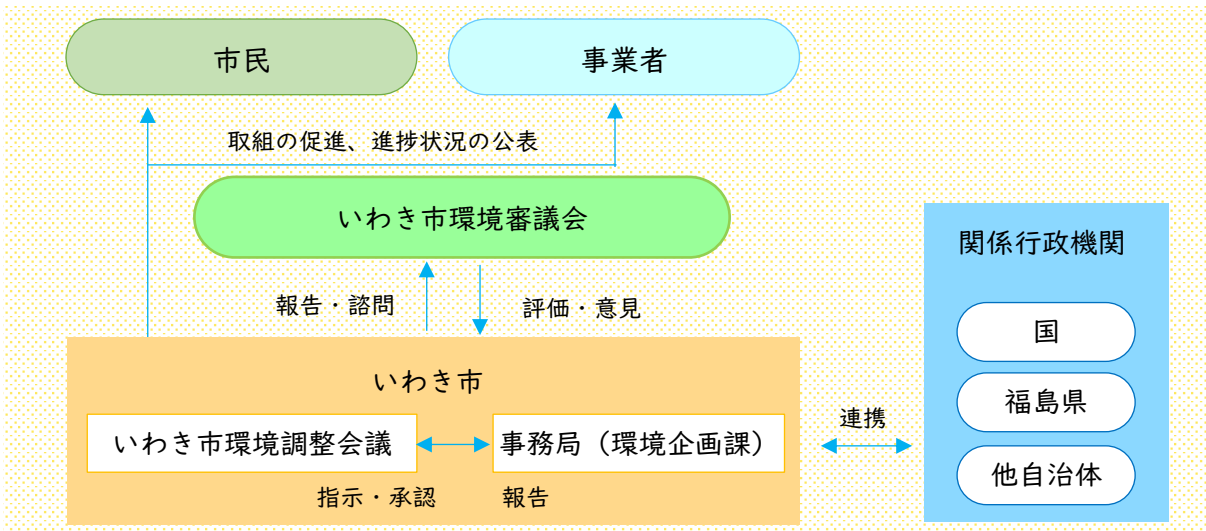 市民
事業者
取組の促進、進捗状況の公表
いわき市環境審議会
報告・諮問
評価・意見
いわき市
いわき市環境調整会議
事務局（環境企画課）
指示・承認
報告
連携
関係行政機関
国
福島県
他自治体